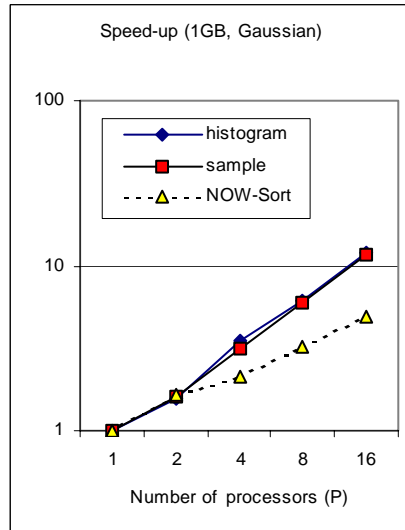 Speed-up (1GB, Gaussian)
100
histogram
sample
NOW-Sort
10
1
1 2 4 8 16
Number of processors (P)